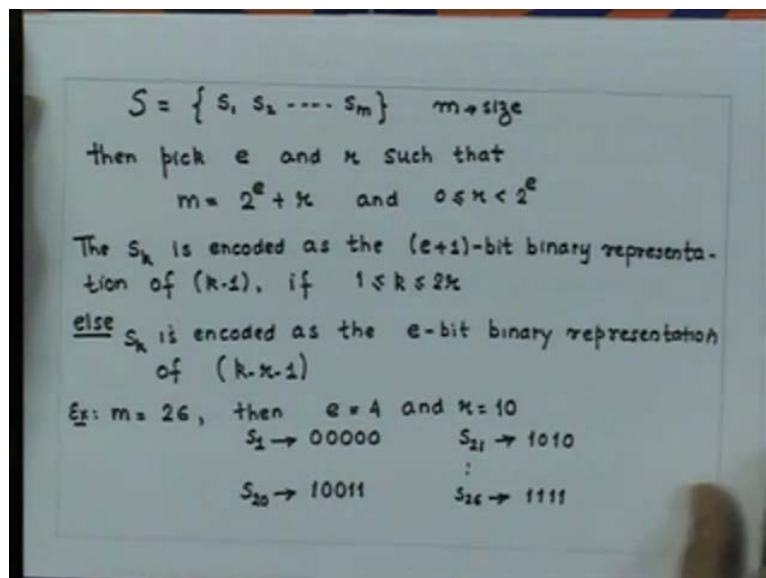 S = { s₁ s₂ ---- sₘ } m→size
then pick e and r such that
m = 2ᵉ + r and 0 ≤ r < 2ᵉ
The sₖ is encoded as the (e+1)-bit binary representa-
tion of (k-1), if 1 ≤ k ≤ 2r
else sₖ is encoded as the e-bit binary representation
of (k-r-1)
Ex: m = 26, then e = 4 and r = 10
S₁ → 00000 S₂₁ → 1010
:
S₂₀ → 10011 S₂₆ → 1111